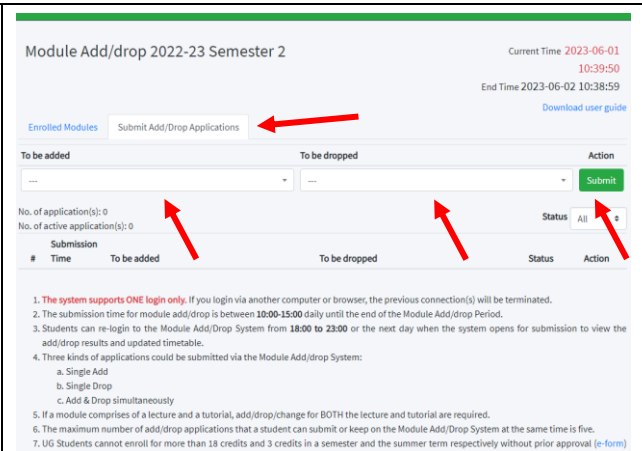 Module Add/drop 2022-23 Semester 2
Current Time 2023-06-01
10:39:50
End Time 2023-06-02 10:38:59
Download user guide
Enrolled Modules Submit Add/Drop Applications
To be added To be dropped Action
--- --- Submit
No. of application(s): 0
No. of active application(s): 0
Status All
Submission
# Time To be added To be dropped Status Action
1. The system supports ONE login only. If you login via another computer or browser, the previous connection(s) will be terminated.
2. The submission time for module add/drop is between 10:00-15:00 daily until the end of the Module Add/drop Period.
3. Students can re-login to the Module Add/Drop System from 18:00 to 23:00 or the next day when the system opens for submission to view the
add/drop results and updated timetable.
4. Three kinds of applications could be submitted via the Module Add/drop System:
a. Single Add
b. Single Drop
c. Add & Drop simultaneously
5. If a module comprises of a lecture and a tutorial, add/drop/change for BOTH the lecture and tutorial are required.
6. The maximum number of add/drop applications that a student can submit or keep on the Module Add/Drop System at the same time is five.
7. UG Students cannot enroll for more than 18 credits and 3 credits in a semester and the summer term respectively without prior approval (e-form)